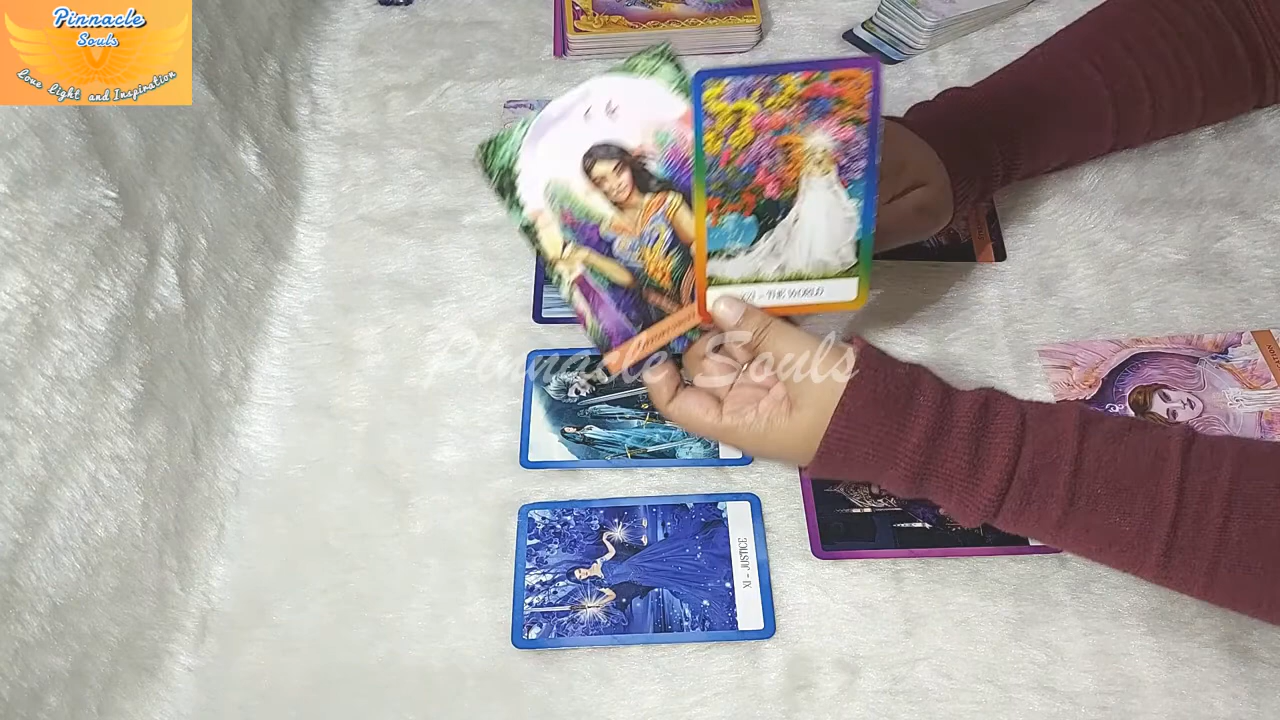 Pinnacle
Souls
Love light and Inspiration
XXI - THE WORLD
Pinnacle Souls
XI - JUSTICE